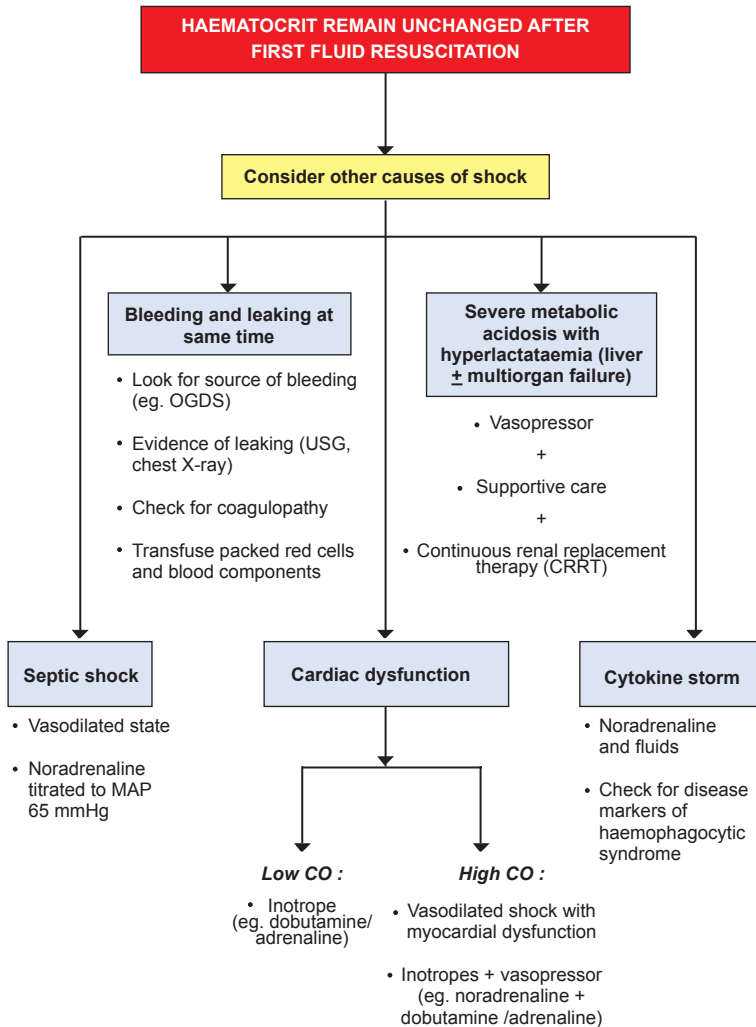 HAEMATOCRIT REMAIN UNCHANGED AFTER
FIRST FLUID RESUSCITATION
Consider other causes of shock
Bleeding and leaking at
same time
• Look for source of bleeding
(eg. OGDS)
• Evidence of leaking (USG,
chest X-ray)
• Check for coagulopathy
• Transfuse packed red cells
and blood components
Severe metabolic
acidosis with
hyperlactataemia (liver
± multiorgan failure)
• Vasopressor
+
• Supportive care
+
• Continuous renal replacement
therapy (CRRT)
Septic shock
• Vasodilated state
• Noradrenaline
titrated to MAP
65 mmHg
Cardiac dysfunction
Low CO :
• Inotrope
(eg. dobutamine/
adrenaline)
High CO :
• Vasodilated shock with
myocardial dysfunction
• Inotropes + vasopressor
(eg. noradrenaline +
dobutamine /adrenaline)
Cytokine storm
• Noradrenaline
and fluids
• Check for disease
markers of
haemophagocytic
syndrome